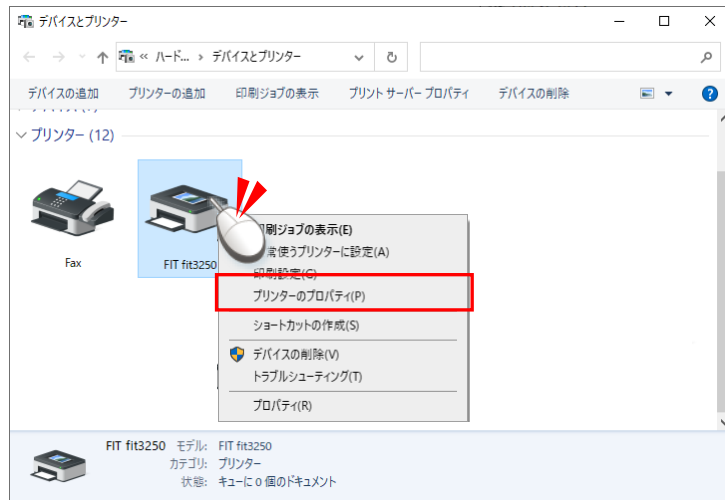 デバイスとプリンター
« ハード... › デバイスとプリンター
デバイスの追加 プリンターの追加 印刷ジョブの表示 プリント サーバー プロパティ デバイスの削除
プリンター (12)
Fax
FIT fit3250
刷ジョブの表示(E)
常使うプリンターに設定(A)
印刷設定(G)
プリンターのプロパティ(P)
ショートカットの作成(S)
デバイスの削除(V)
トラブルシューティング(T)
プロパティ(R)
FIT fit3250 モデル: FIT fit3250
カテゴリ: プリンター
状態: キューに 0 個のドキュメント